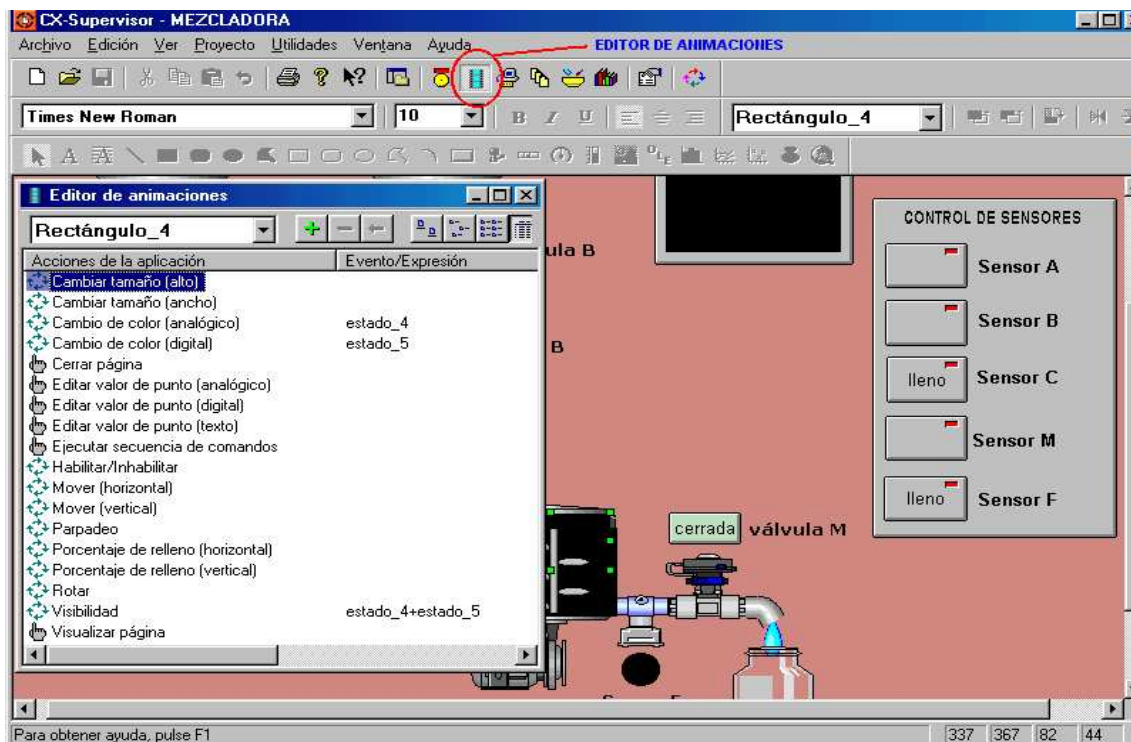 CX-Supervisor - MEZCLADORA
Archivo Edición Ver Proyecto Utilidades Ventana Ayuda
EDITOR DE ANIMACIONES
Times New Roman 10 B I U Rectángulo_4
A A OLE
Editor de animaciones
Rectángulo_4
Acciones de la aplicación Evento/Expresión
Cambiar tamaño (alto)
Cambiar tamaño (ancho)
Cambio de color (analógico) estado_4
Cambio de color (digital) estado_5
Cerrar página
Editar valor de punto (analógico)
Editar valor de punto (digital)
Editar valor de punto (texto)
Ejecutar secuencia de comandos
Habilitar/Inhabilitar
Mover (horizontal)
Mover (vertical)
Parpadeo
Porcentaje de relleno (horizontal)
Porcentaje de relleno (vertical)
Rotar
Visibilidad estado_4+estado_5
Visualizar página
ula B
B
cerrada válvula M
CONTROL DE SENSORES
Sensor A
Sensor B
lleno Sensor C
Sensor M
lleno Sensor F
Para obtener ayuda, pulse F1 337 367 82 44